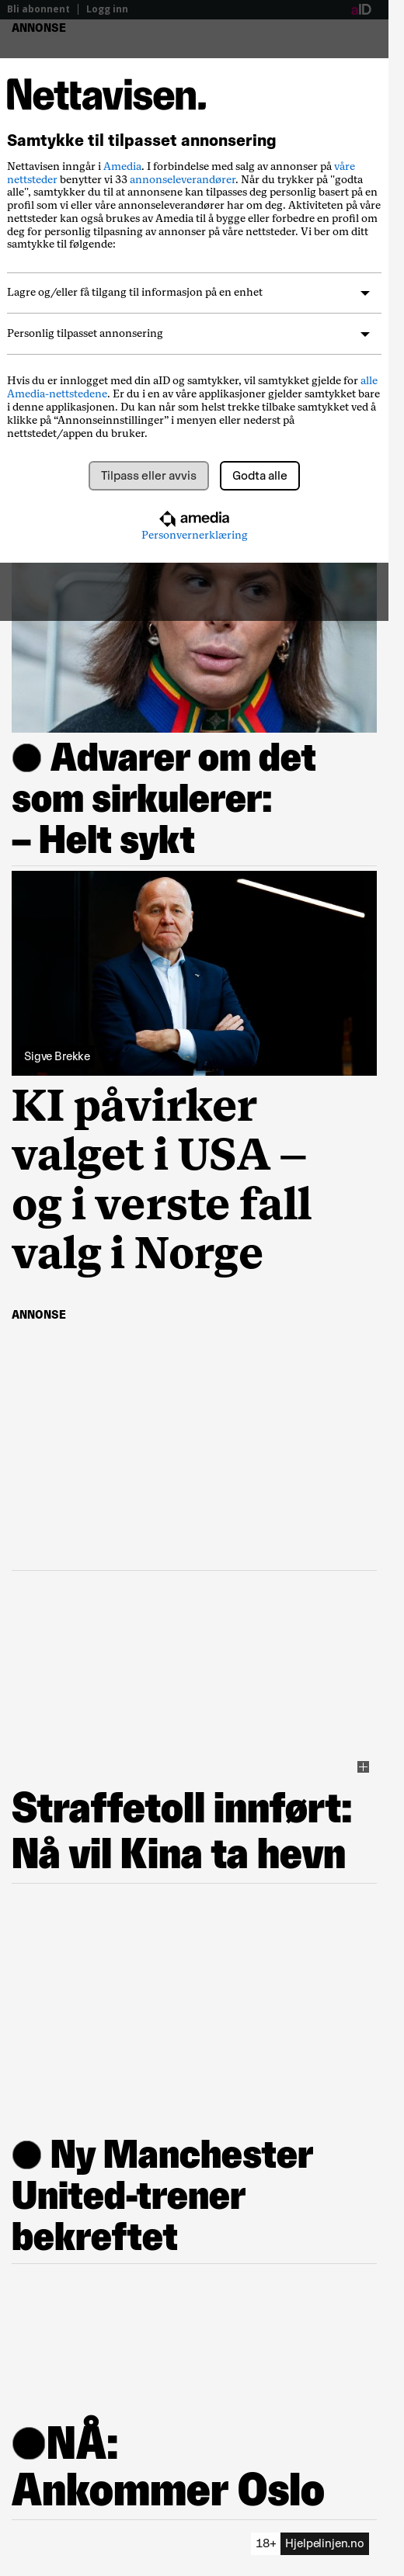 Bli abonnent | Logg inn
aID
ANNONSE
Nettavisen.
Samtykke til tilpasset annonsering
Nettavisen inngår i Amedia. I forbindelse med salg av annonser på våre
nettsteder benytter vi 33 annonseleverandører. Når du trykker på "godta
alle", samtykker du til at annonsene kan tilpasses deg personlig basert på en
profil som vi eller våre annonseleverandører har om deg. Aktiviteten på våre
nettsteder kan også brukes av Amedia til å bygge eller forbedre en profil om
deg for personlig tilpasning av annonser på våre nettsteder. Vi ber om ditt
samtykke til følgende:
Lagre og/eller få tilgang til informasjon på en enhet
Personlig tilpasset annonsering
Hvis du er innlogget med din aID og samtykker, vil samtykket gjelde for alle
Amedia-nettstedene. Er du i en av våre applikasjoner gjelder samtykket bare
i denne applikasjonen. Du kan når som helst trekke tilbake samtykket ved å
klikke på “Annonseinnstillinger” i menyen eller nederst på
nettstedet/appen du bruker.
Tilpass eller avvis
Godta alle
amedia
Personvernerklæring
Advarer om det
som sirkulerer:
– Helt sykt
Sigve Brekke
KI påvirker
valget i USA –
og i verste fall
valg i Norge
ANNONSE
Straffetoll innført:
Nå vil Kina ta hevn
Ny Manchester
United-trener
bekreftet
NÅ:
Ankommer Oslo
18+ Hjelpelinjen.no